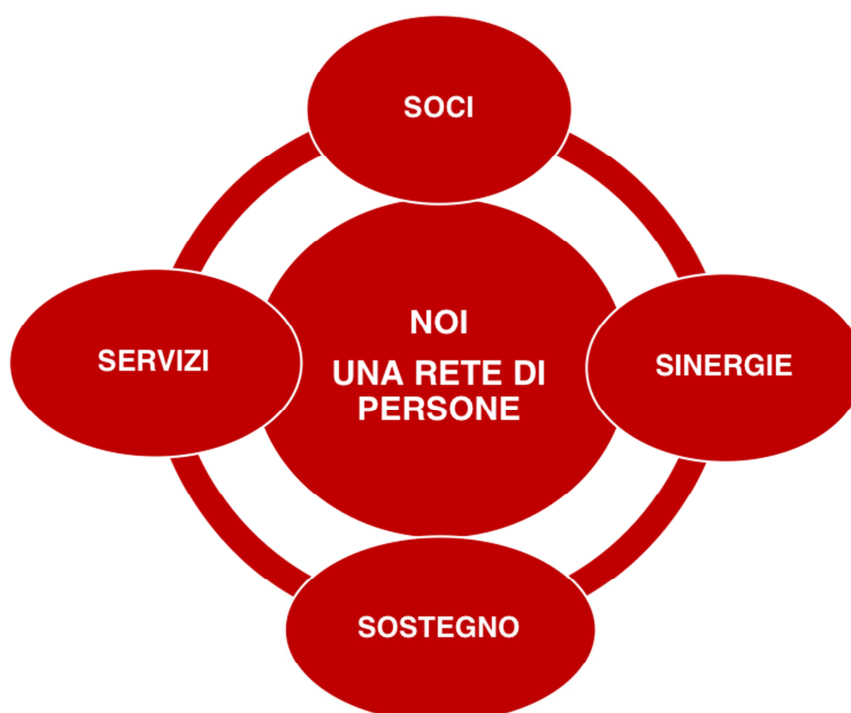 SOCI
SERVIZI
NOI
UNA RETE DI
PERSONE
SINERGIE
SOSTEGNO